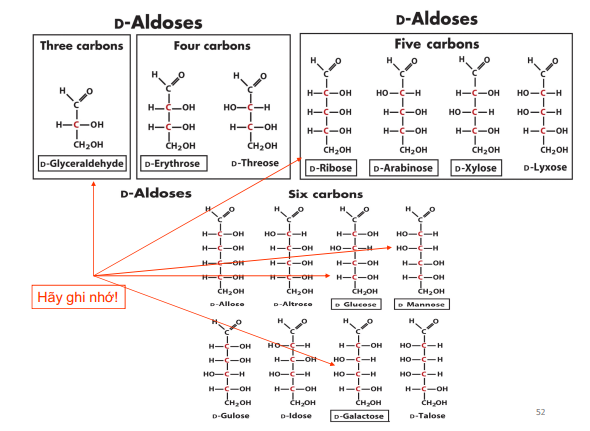 D-Aldoses
Three carbons
H O
C
H—C—OH
CH₂OH
D-Glyceraldehyde
Four carbons
H O H O
C C
H—C—OH HO—C—H
H—C—OH H—C—OH
CH₂OH CH₂OH
D-Erythrose D-Threose
D-Aldoses
Five carbons
H O H O H O H O
C C C C
H—C—OH HO—C—H H—C—OH HO—C—H
H—C—OH H—C—OH HO—C—H HO—C—H
H—C—OH H—C—OH H—C—OH H—C—OH
CH₂OH CH₂OH CH₂OH CH₂OH
D-Ribose D-Arabinose D-Xylose D-Lyxose
D-Aldoses Six carbons
H O H O H O H O
C C C C
H—C—OH HO—C—H H—C—OH HO—C—H
H—C—OH H—C—OH HO—C—H HO—C—H
H—C—OH H—C—OH H—C—OH H—C—OH
H—C—OH H—C—OH H—C—OH H—C—OH
CH₂OH CH₂OH CH₂OH CH₂OH
D-Allose D-Altrose D Glucose D Mannose
Hãy ghi nhớ!
H O H O H O H O
C C C C
H—C—OH HO—C—H H—C—OH HO—C—H
H—C—OH H—C—OH HO—C—H HO—C—H
HO—C—H HO—C—H HO—C—H HO—C—H
H—C—OH H—C—OH H—C—OH H—C—OH
CH₂OH CH₂OH CH₂OH CH₂OH
D-Gulose D-Idose D-Galactose D-Talose
52